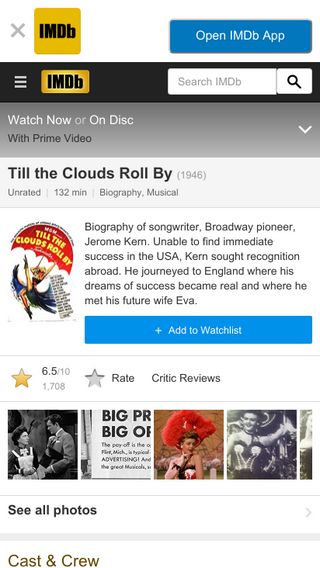 IMDb
Open IMDb App
IMDb
Search IMDb
Watch Now or On Disc
With Prime Video
Till the Clouds Roll By (1946)
Unrated | 132 min | Biography, Musical
TILL THE
CLOUDS ROLL BY
Biography of songwriter, Broadway pioneer,
Jerome Kern. Unable to find immediate
success in the USA, Kern sought recognition
abroad. He journeyed to England where his
dreams of success became real and where he
met his future wife Eva.
+ Add to Watchlist
6.5/10
1,708
Rate
Critic Reviews
BIG PR
BIG OP
The pay-off is the op
Flint, Mich., is typical
ADVERTISING! And
the great Musicals, s
See all photos
Cast & Crew